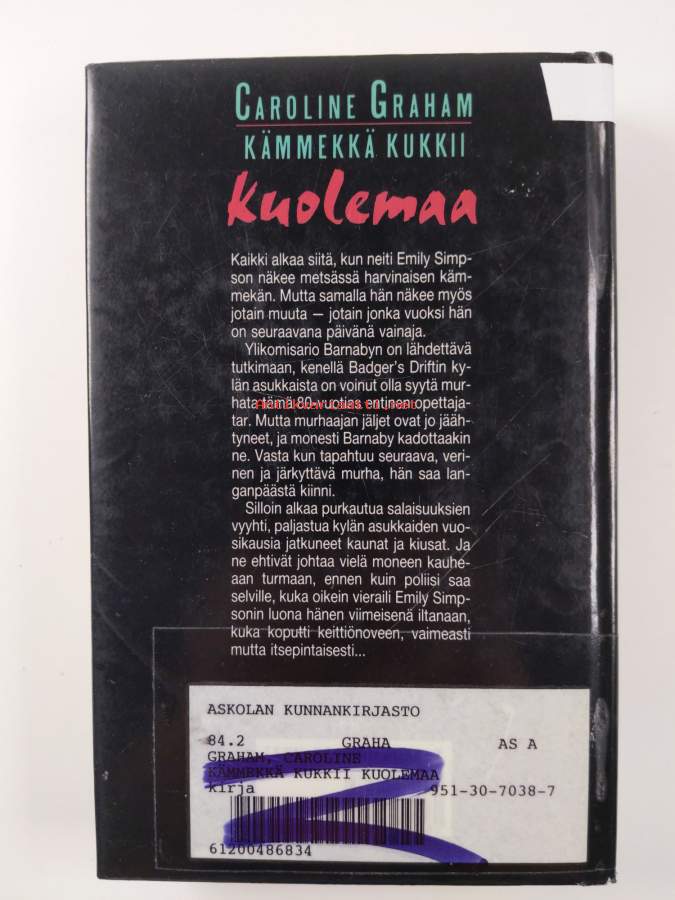 CAROLINE GRAHAM
KÄMMEKKÄ KUKKII
Kuolemaa
Kaikki alkaa siitä, kun neiti Emily Simp-
son näkee metsässä harvinaisen käm-
mekän. Mutta samalla hän näkee myös
jotain muuta — jotain jonka vuoksi hän
on seuraavana päivänä vainaja.
Ylikomisario Barnabyn on lähdettävä
tutkimaan, kenellä Badger's Driftin ky-
län asukkaista on voinut olla syytä mur-
hata tämä 80-vuotias entinen opettaja-
tar. Mutta murhaajan jäljet ovat jo jääh-
tyneet, ja monesti Barnaby kadottaakin
ne. Vasta kun tapahtuu seuraava, veri-
nen ja järkyttävä murha, hän saa lan-
ganpäästä kiinni.
Silloin alkaa purkautua salaisuuksien
vyyhti, paljastua kylän asukkaiden vuo-
sikausia jatkuneet kaunat ja kiusat. Ja
ne ehtivät johtaa vielä moneen kauhe-
aan turmaan, ennen kuin poliisi saa
selville, kuka oikein vieraili Emily Simp-
sonin luona hänen viimeisenä iltanaan,
kuka koputti keittiönoveen, vaimeasti
mutta itsepintaisesti...
ASKOLAN KUNNANKIRJASTO
84.2 GRAHA AS A
GRAHAM, CAROLINE
KÄMMEKKÄ KUKKII KUOLEMAA
kirja 951-30-7038-7
61200486834